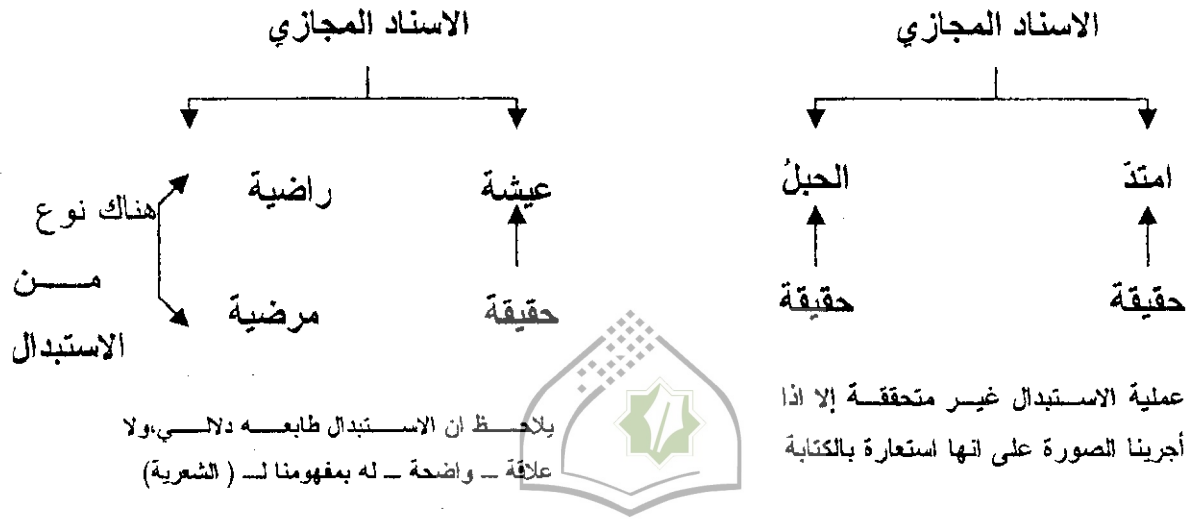 الاسناد المجازي
امتدّ الحبلُ
حقيقة حقيقة
عملية الاستبدال غير متحققة إلا اذا
أجرينا الصورة على انها استعارة بالكتابة
الاسناد المجازي
عيشة راضية
حقيقة مرضية
هناك نوع
من
الاستبدال
يلاحظ ان الاستبدال طابعه دلالي،ولا
علاقة – واضحة – له بمفهومنا لـ ( الشعرية)